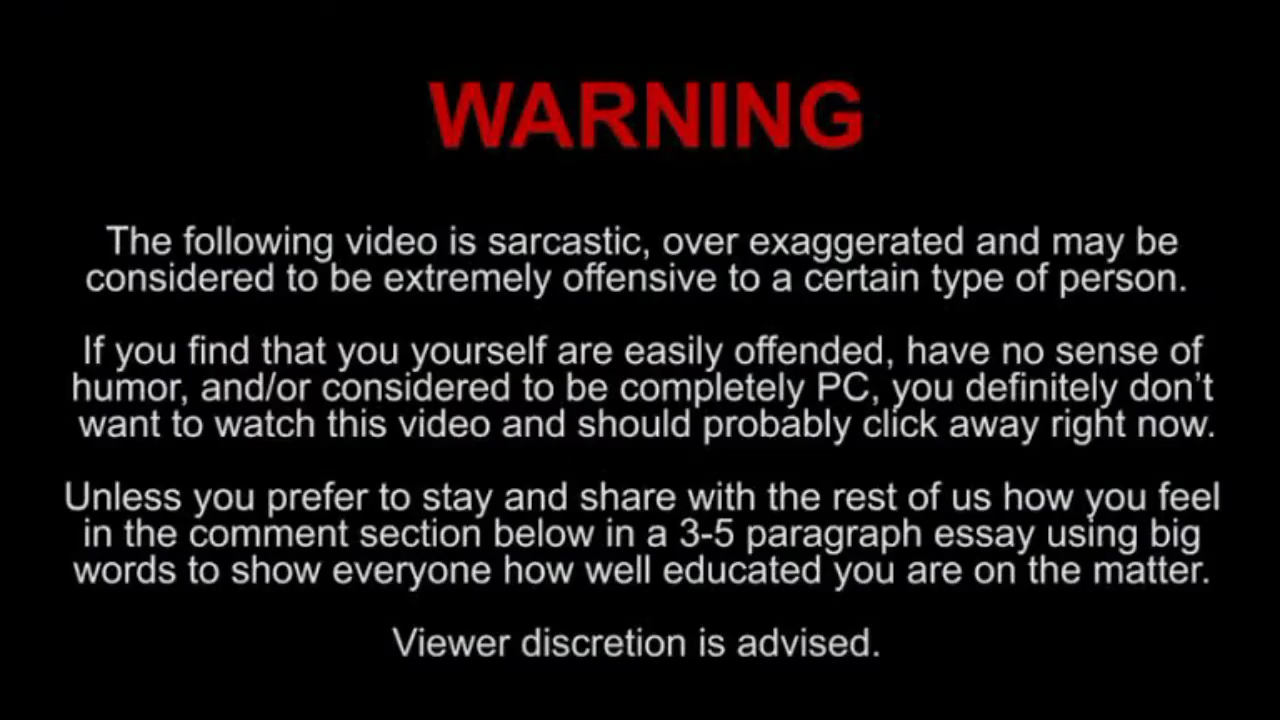 WARNING
The following video is sarcastic, over exaggerated and may be
considered to be extremely offensive to a certain type of person.
If you find that you yourself are easily offended, have no sense of
humor, and/or considered to be completely PC, you definitely don’t
want to watch this video and should probably click away right now.
Unless you prefer to stay and share with the rest of us how you feel
in the comment section below in a 3-5 paragraph essay using big
words to show everyone how well educated you are on the matter.
Viewer discretion is advised.